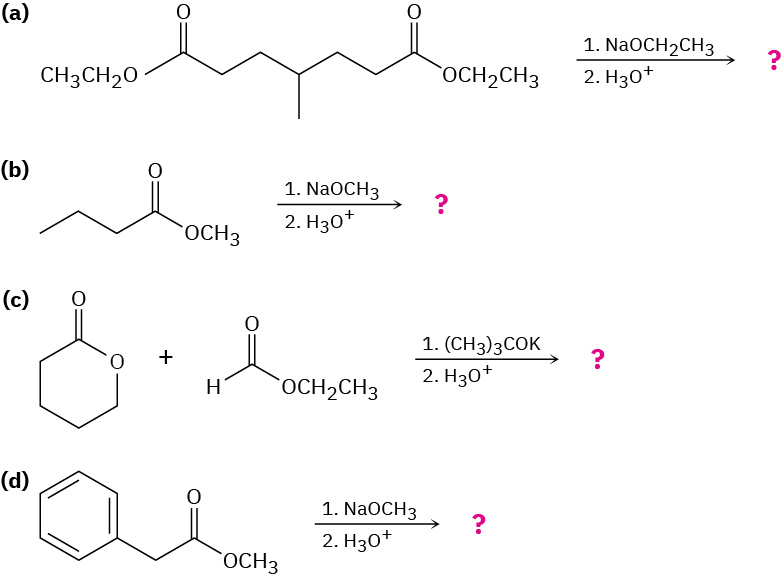 (a)
O O
CH₃CH₂O OCH₂CH₃
1. NaOCH₂CH₃
2. H₃O⁺
?
(b)
O
OCH₃
1. NaOCH₃
2. H₃O⁺
?
(c)
O
O
+
O
H OCH₂CH₃
1. (CH₃)₃COK
2. H₃O⁺
?
(d)
O
OCH₃
1. NaOCH₃
2. H₃O⁺
?